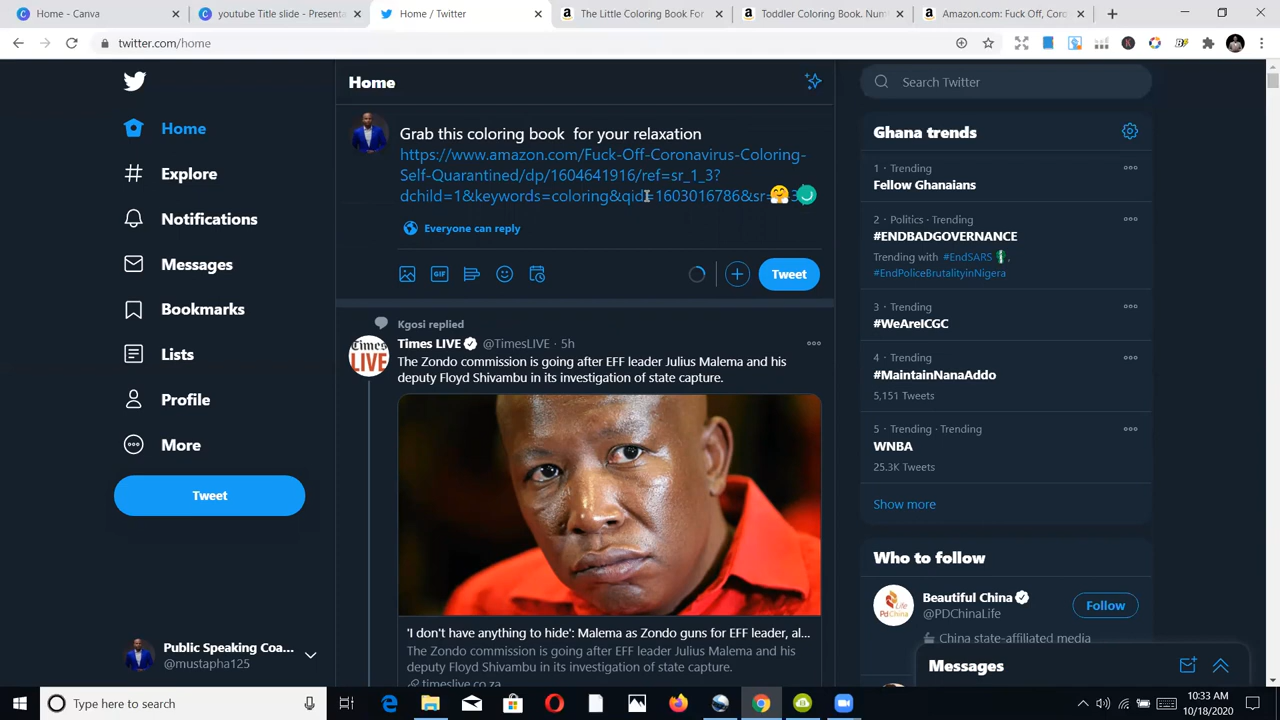 Home - Canva
youtube Title slide - Presenta
Home / Twitter
The Little Coloring Book For
Toddler Coloring Book. Num
Amazon.com: Fuck Off, Coro
twitter.com/home
Home
Search Twitter
Home
Explore
Notifications
Messages
Bookmarks
Lists
Profile
More
Tweet
Public Speaking Coa...
@mustapha125
Grab this coloring book for your relaxation
https://www.amazon.com/Fuck-Off-Coronavirus-Coloring-
Self-Quarantined/dp/1604641916/ref=sr_1_3?
dchild=1&keywords=coloring&qid=1603016786&sr=
Everyone can reply
GIF
Tweet
Kgosi replied
Times LIVE @TimesLIVE · 5h
The Zondo commission is going after EFF leader Julius Malema and his
deputy Floyd Shivambu in its investigation of state capture.
Times
LIVE
'I don't have anything to hide': Malema as Zondo guns for EFF leader, al...
The Zondo commission is going after EFF leader Julius Malema and his
deputy Floyd Shivambu in its investigation of state capture.
timeslive.co.za
Ghana trends
1 · Trending
Fellow Ghanaians
2 · Politics · Trending
#ENDBADGOVERNANCE
Trending with #EndSARS ,
#EndPoliceBrutalityinNigera
3 · Trending
#WeAreICGC
4 · Trending
#MaintainNanaAddo
5,151 Tweets
5 · Trending · Trending
WNBA
25.3K Tweets
Show more
Who to follow
Beautiful China
@PDChinaLife
Follow
China state-affiliated media
Messages
Type here to search
10:33 AM
10/18/2020